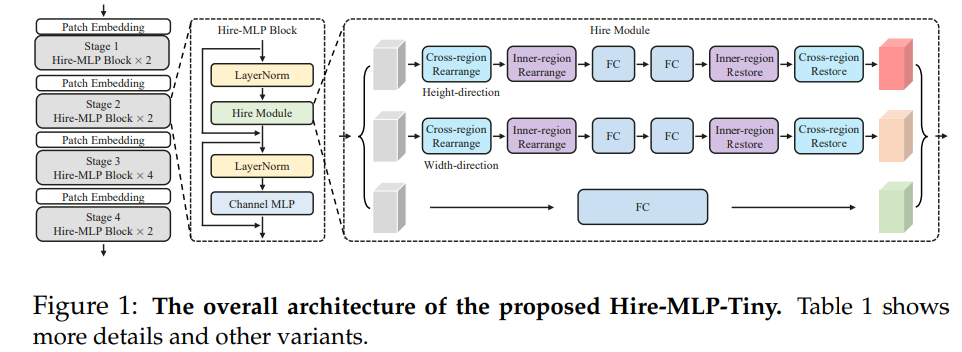 Patch Embedding
Stage 1
Hire-MLP Block × 2
Patch Embedding
Stage 2
Hire-MLP Block × 2
Patch Embedding
Stage 3
Hire-MLP Block × 4
Patch Embedding
Stage 4
Hire-MLP Block × 2
Hire-MLP Block
LayerNorm
Hire Module
LayerNorm
Channel MLP
Hire Module
Cross-region
Rearrange
Inner-region
Rearrange
FC
FC
Inner-region
Restore
Cross-region
Restore
Height-direction
Cross-region
Rearrange
Inner-region
Rearrange
FC
FC
Inner-region
Restore
Cross-region
Restore
Width-direction
FC
Figure 1: The overall architecture of the proposed Hire-MLP-Tiny. Table 1 shows
more details and other variants.